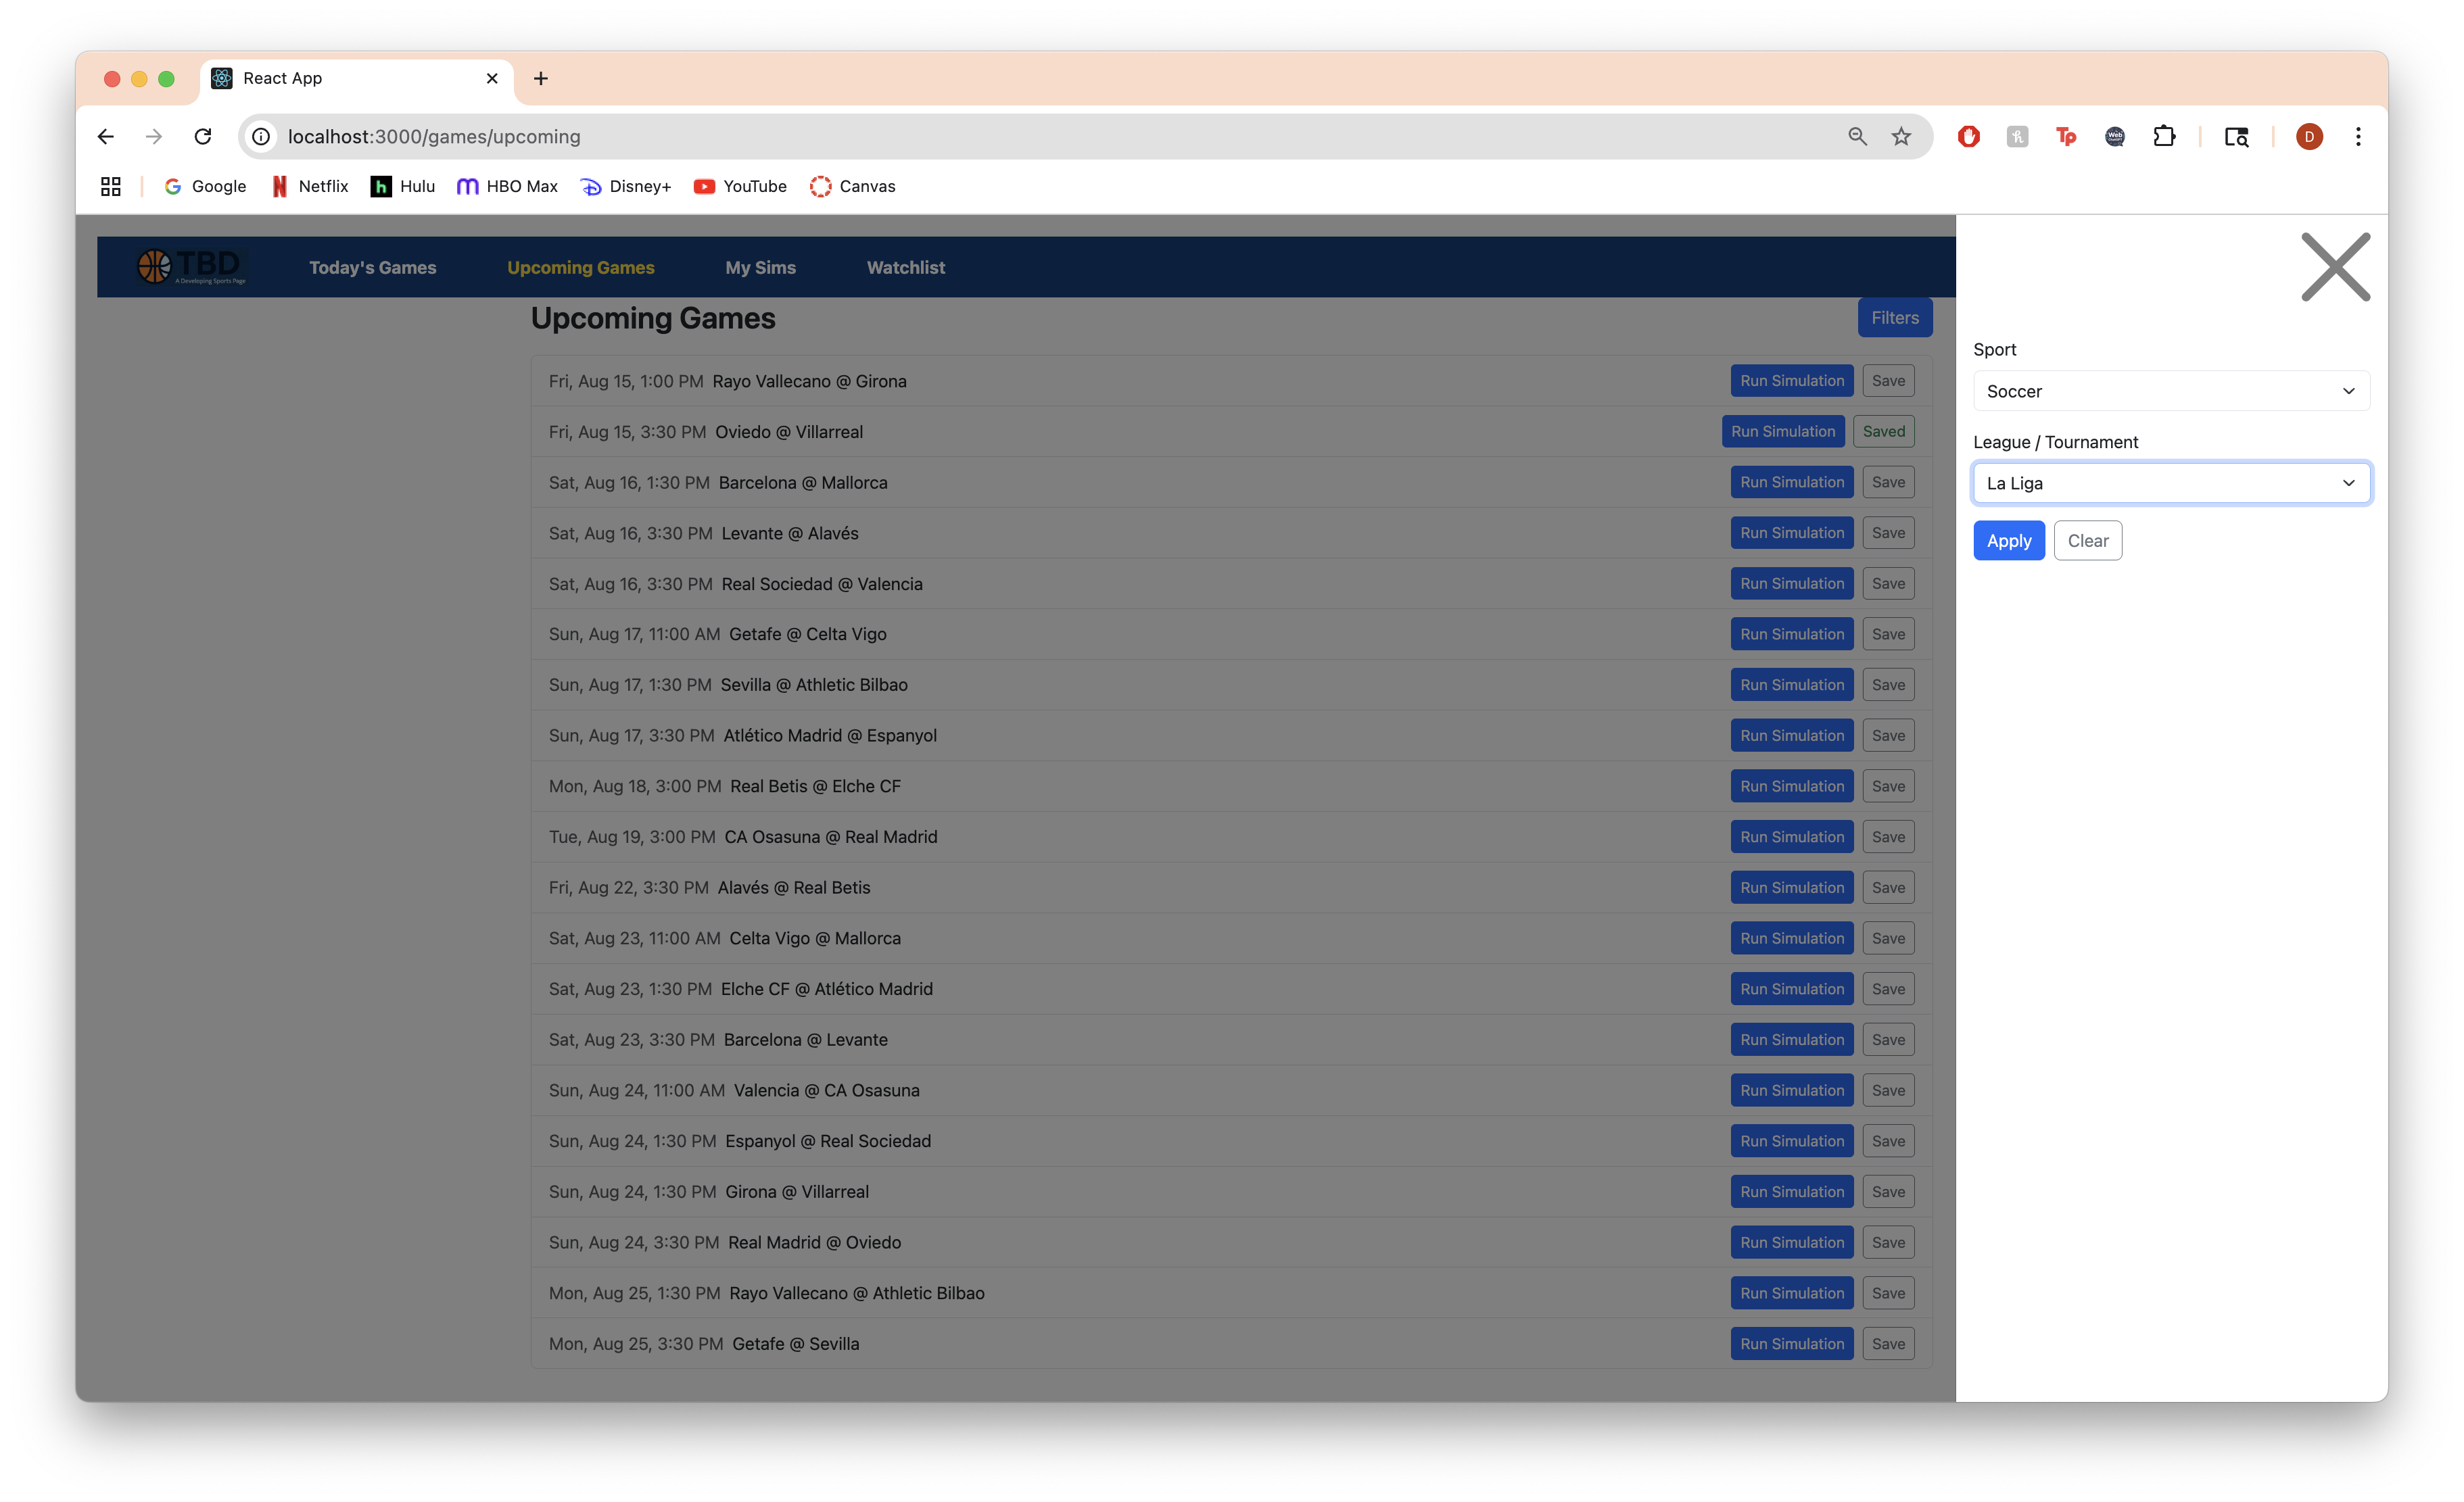 React App
localhost:3000/games/upcoming
Google Netflix Hulu HBO Max Disney+ YouTube Canvas
TBD
A Developing Sports Page
Today's Games Upcoming Games My Sims Watchlist
Upcoming Games Filters
Fri, Aug 15, 1:00 PM Rayo Vallecano @ Girona Run Simulation Save
Fri, Aug 15, 3:30 PM Oviedo @ Villarreal Run Simulation Saved
Sat, Aug 16, 1:30 PM Barcelona @ Mallorca Run Simulation Save
Sat, Aug 16, 3:30 PM Levante @ Alavés Run Simulation Save
Sat, Aug 16, 3:30 PM Real Sociedad @ Valencia Run Simulation Save
Sun, Aug 17, 11:00 AM Getafe @ Celta Vigo Run Simulation Save
Sun, Aug 17, 1:30 PM Sevilla @ Athletic Bilbao Run Simulation Save
Sun, Aug 17, 3:30 PM Atlético Madrid @ Espanyol Run Simulation Save
Mon, Aug 18, 3:00 PM Real Betis @ Elche CF Run Simulation Save
Tue, Aug 19, 3:00 PM CA Osasuna @ Real Madrid Run Simulation Save
Fri, Aug 22, 3:30 PM Alavés @ Real Betis Run Simulation Save
Sat, Aug 23, 11:00 AM Celta Vigo @ Mallorca Run Simulation Save
Sat, Aug 23, 1:30 PM Elche CF @ Atlético Madrid Run Simulation Save
Sat, Aug 23, 3:30 PM Barcelona @ Levante Run Simulation Save
Sun, Aug 24, 11:00 AM Valencia @ CA Osasuna Run Simulation Save
Sun, Aug 24, 1:30 PM Espanyol @ Real Sociedad Run Simulation Save
Sun, Aug 24, 1:30 PM Girona @ Villarreal Run Simulation Save
Sun, Aug 24, 3:30 PM Real Madrid @ Oviedo Run Simulation Save
Mon, Aug 25, 1:30 PM Rayo Vallecano @ Athletic Bilbao Run Simulation Save
Mon, Aug 25, 3:30 PM Getafe @ Sevilla Run Simulation Save
Sport
Soccer
League / Tournament
La Liga
Apply Clear